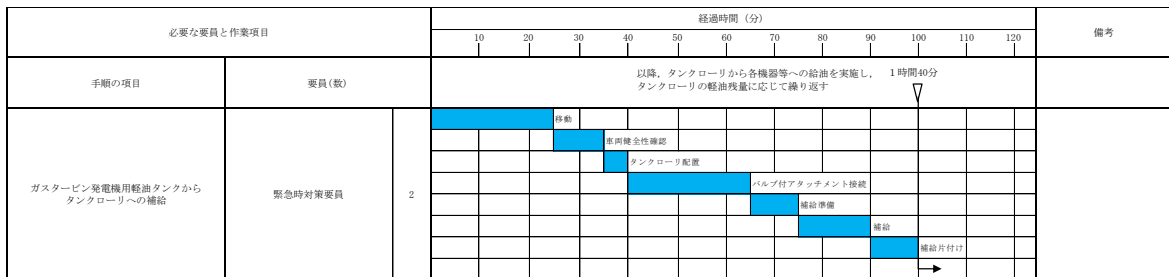 必要な要員と作業項目
経過時間（分）
備考
10 20 30 40 50 60 70 80 90 100 110 120
手順の項目
要員(数)
以降，タンクローリから各機器等への給油を実施し，
タンクローリの軽油残量に応じて繰り返す
1時間40分
ガスタービン発電機用軽油タンクから
タンクローリへの補給
緊急時対策要員
2
移動
車両健全性確認
タンクローリ配置
バルブ付アタッチメント接続
補給準備
補給
補給片付け